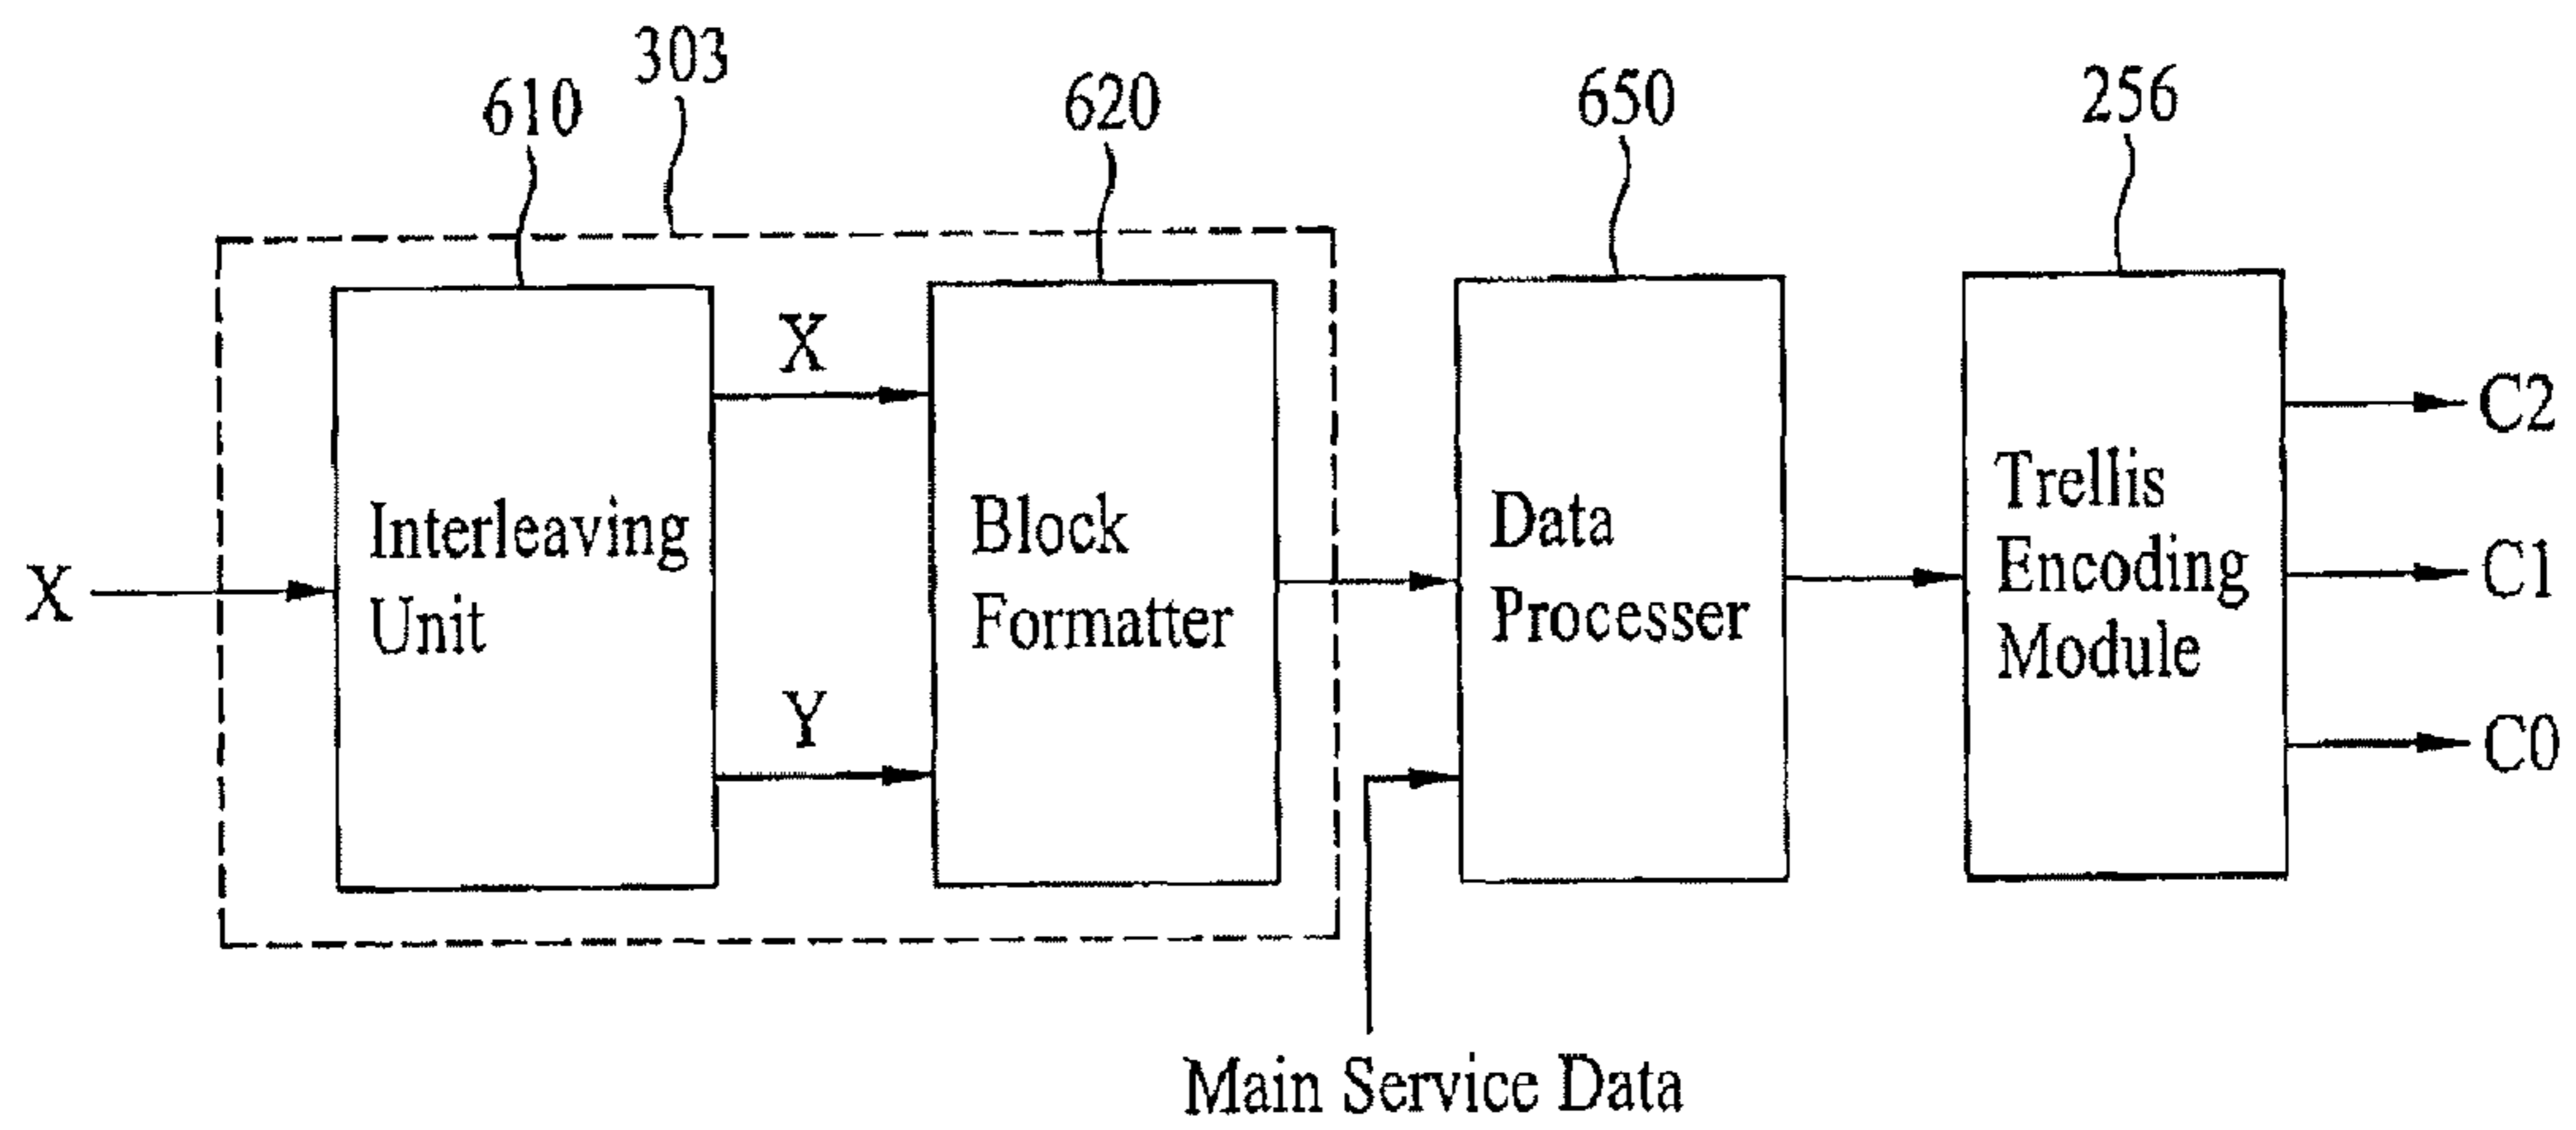 303
610
620
650
256
X
Interleaving
Unit
X
Y
Block
Formatter
Data
Processer
Trellis
Encoding
Module
C2
C1
C0
Main Service Data